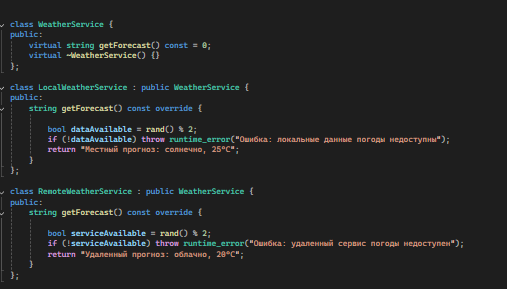 class WeatherService {
public:
    virtual string getForecast() const = 0;
    virtual ~WeatherService() {}
};
class LocalWeatherService : public WeatherService {
public:
    string getForecast() const override {
        bool dataAvailable = rand() % 2;
        if (!dataAvailable) throw runtime_error("Ошибка: локальные данные погоды недоступны");
        return "Местный прогноз: солнечно, 25°C";
    }
};
class RemoteWeatherService : public WeatherService {
public:
    string getForecast() const override {
        bool serviceAvailable = rand() % 2;
        if (!serviceAvailable) throw runtime_error("Ошибка: удаленный сервис погоды недоступен");
        return "Удаленный прогноз: облачно, 20°C";
    }
};